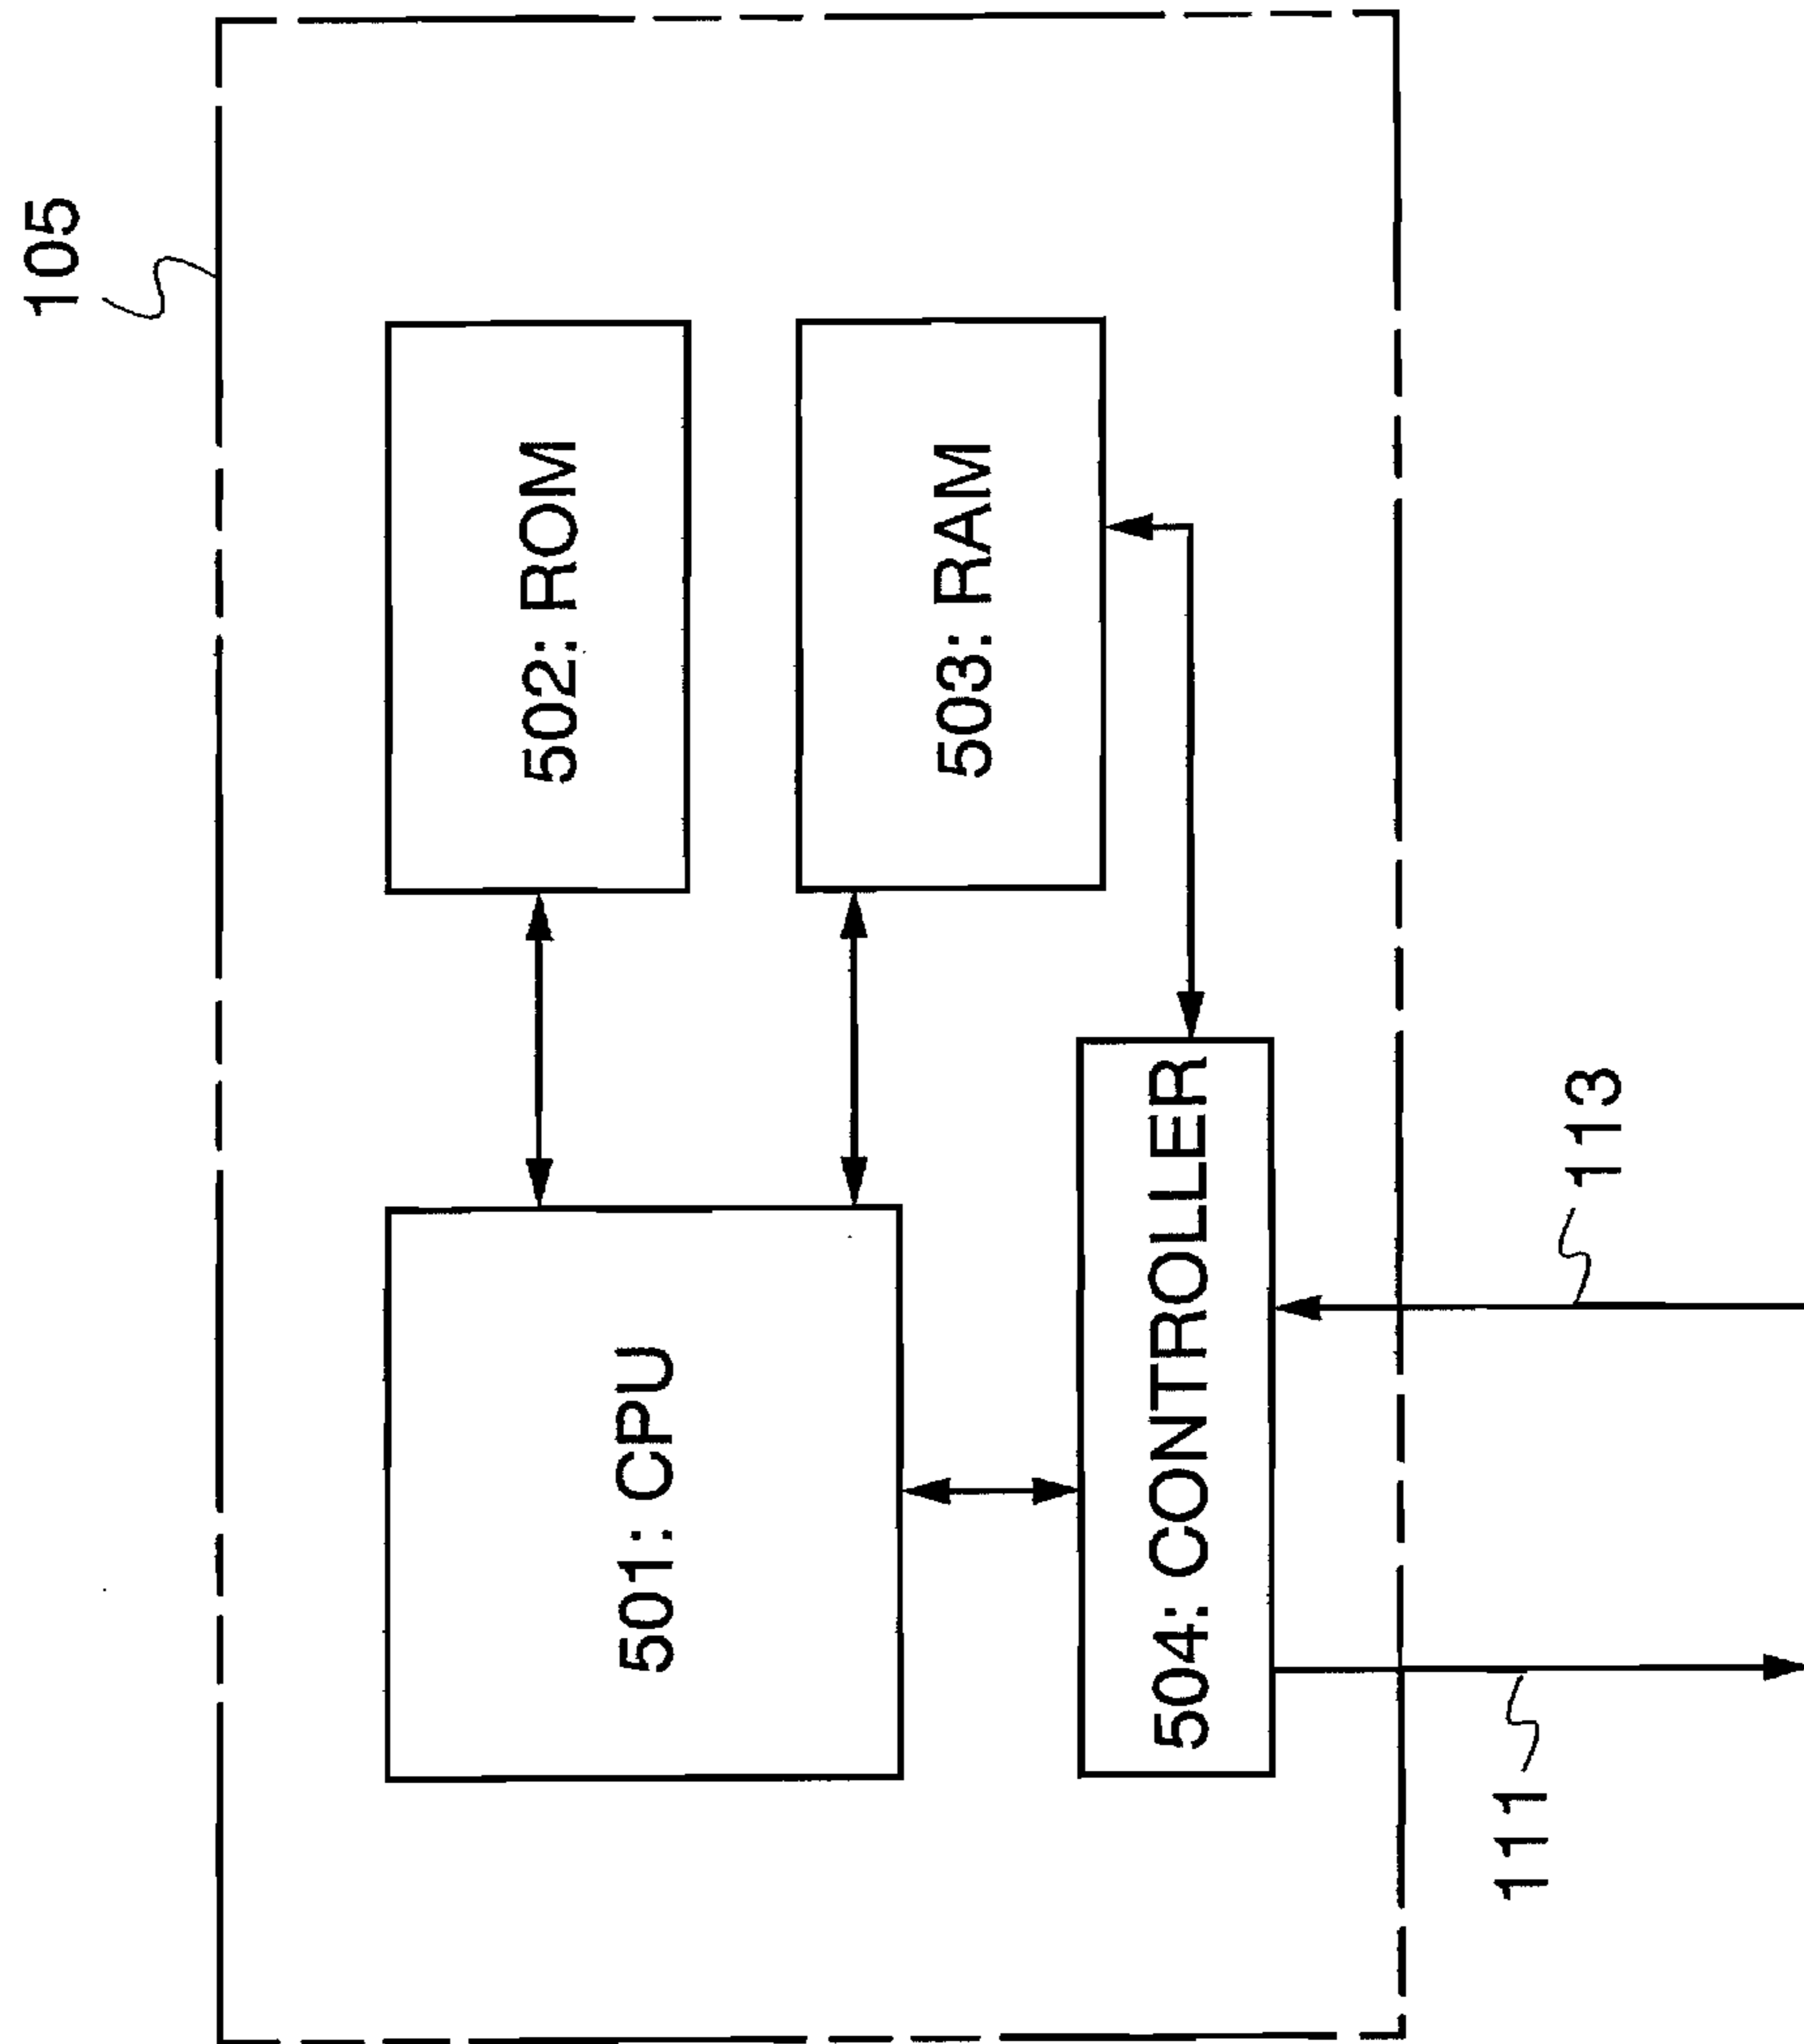 105
501: CPU
502: ROM
503: RAM
504: CONTROLLER
111
113